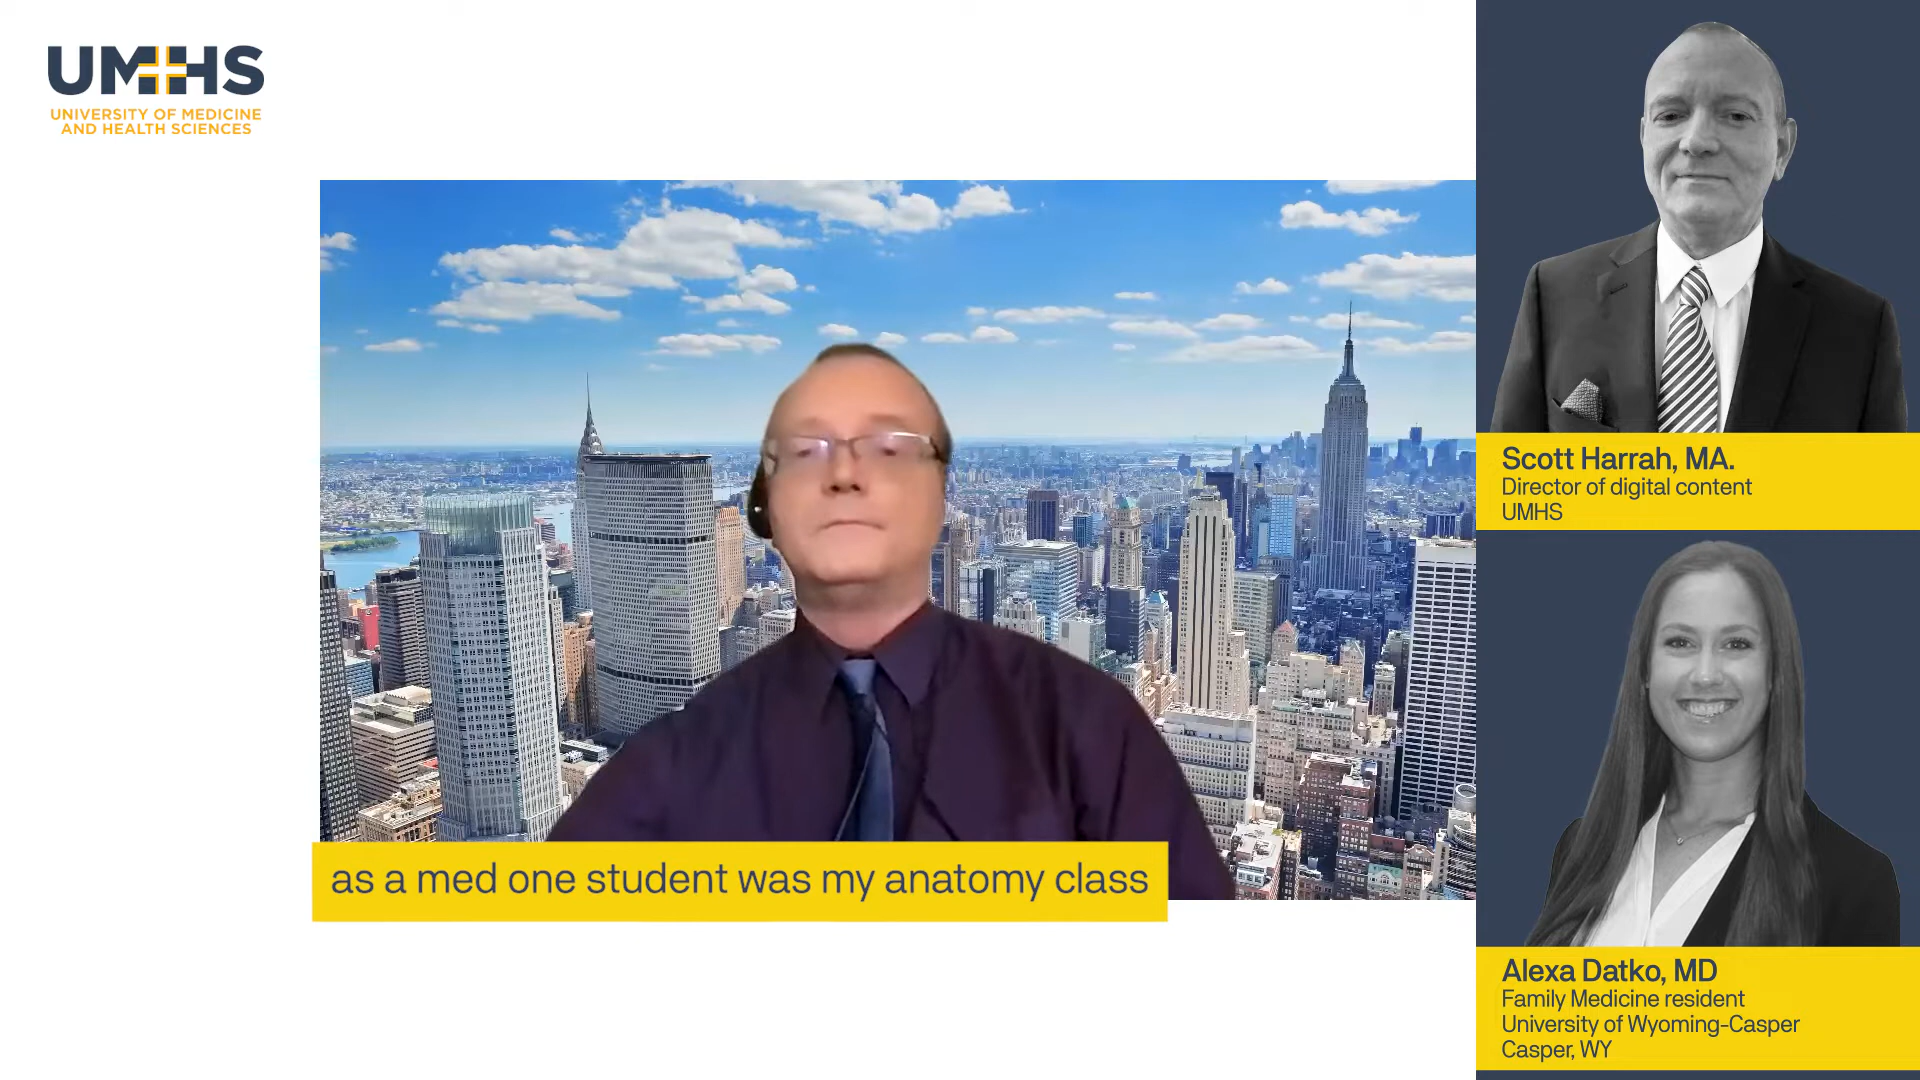 UMHS
UNIVERSITY OF MEDICINE
AND HEALTH SCIENCES
as a med one student was my anatomy class
Scott Harrah, MA.
Director of digital content
UMHS
Alexa Datko, MD
Family Medicine resident
University of Wyoming-Casper
Casper, WY